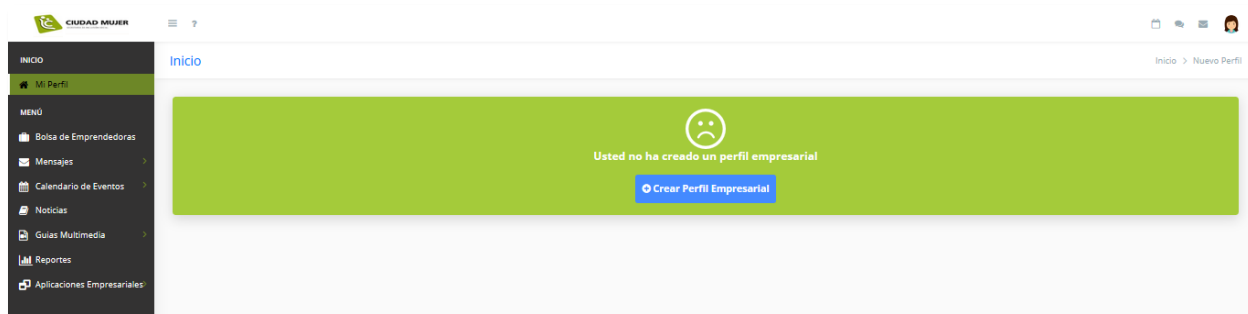 CIUDAD MUJER
?
INICIO
Inicio
Inicio > Nuevo Perfil
Mi Perfil
MENÚ
Bolsa de Emprendedoras
Mensajes
Calendario de Eventos
Noticias
Guías Multimedia
Reportes
Aplicaciones Empresariales
Usted no ha creado un perfil empresarial
Crear Perfil Empresarial